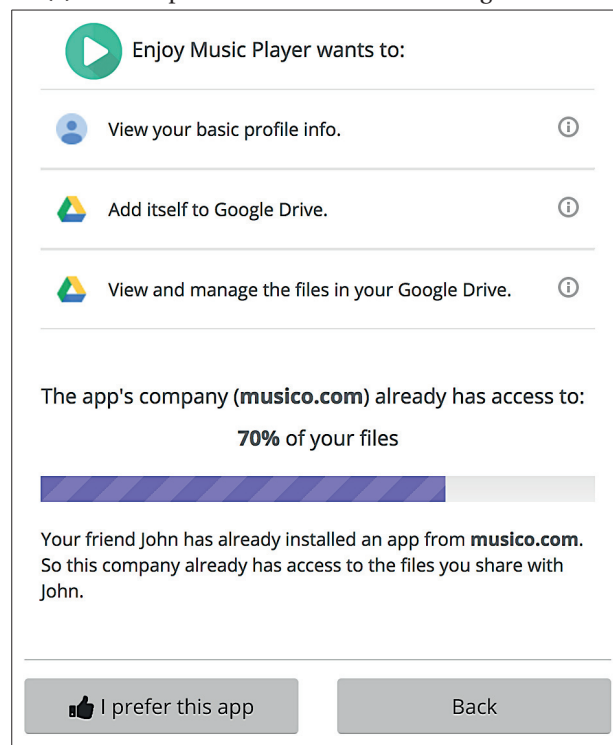 Enjoy Music Player wants to:
View your basic profile info.
Add itself to Google Drive.
View and manage the files in your Google Drive.
The app's company (musico.com) already has access to:
70% of your files
Your friend John has already installed an app from musico.com.
So this company already has access to the files you share with
John.
I prefer this app
Back